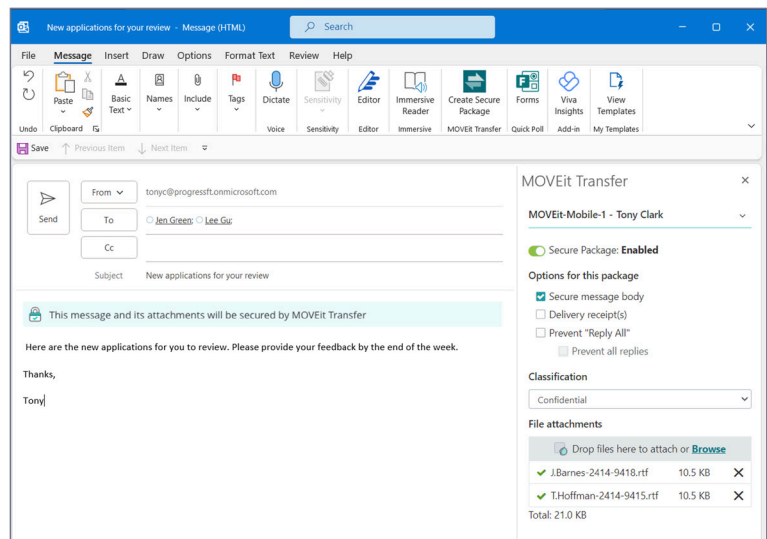 New applications for your review - Message (HTML)
Search
File Message Insert Draw Options Format Text Review Help
Paste
Basic Text
Names
Include
Tags
Dictate
Sensitivity
Editor
Immersive Reader
Create Secure Package
Forms
Viva Insights
View Templates
Undo Clipboard Voice Sensitivity Editor Immersive MOVEit Transfer Quick Poll Add-in My Templates
Save Previous Item Next Item
Send
From tonyc@progressft.onmicrosoft.com
To Jen Green; Lee Gu;
Cc
Subject New applications for your review
This message and its attachments will be secured by MOVEit Transfer
Here are the new applications for you to review. Please provide your feedback by the end of the week.
Thanks,
Tony
MOVEit Transfer
MOVEit-Mobile-1 - Tony Clark
Secure Package: Enabled
Options for this package
Secure message body
Delivery receipt(s)
Prevent "Reply All"
Prevent all replies
Classification
Confidential
File attachments
Drop files here to attach or Browse
J.Barnes-2414-9418.rtf 10.5 KB
T.Hoffman-2414-9415.rtf 10.5 KB
Total: 21.0 KB